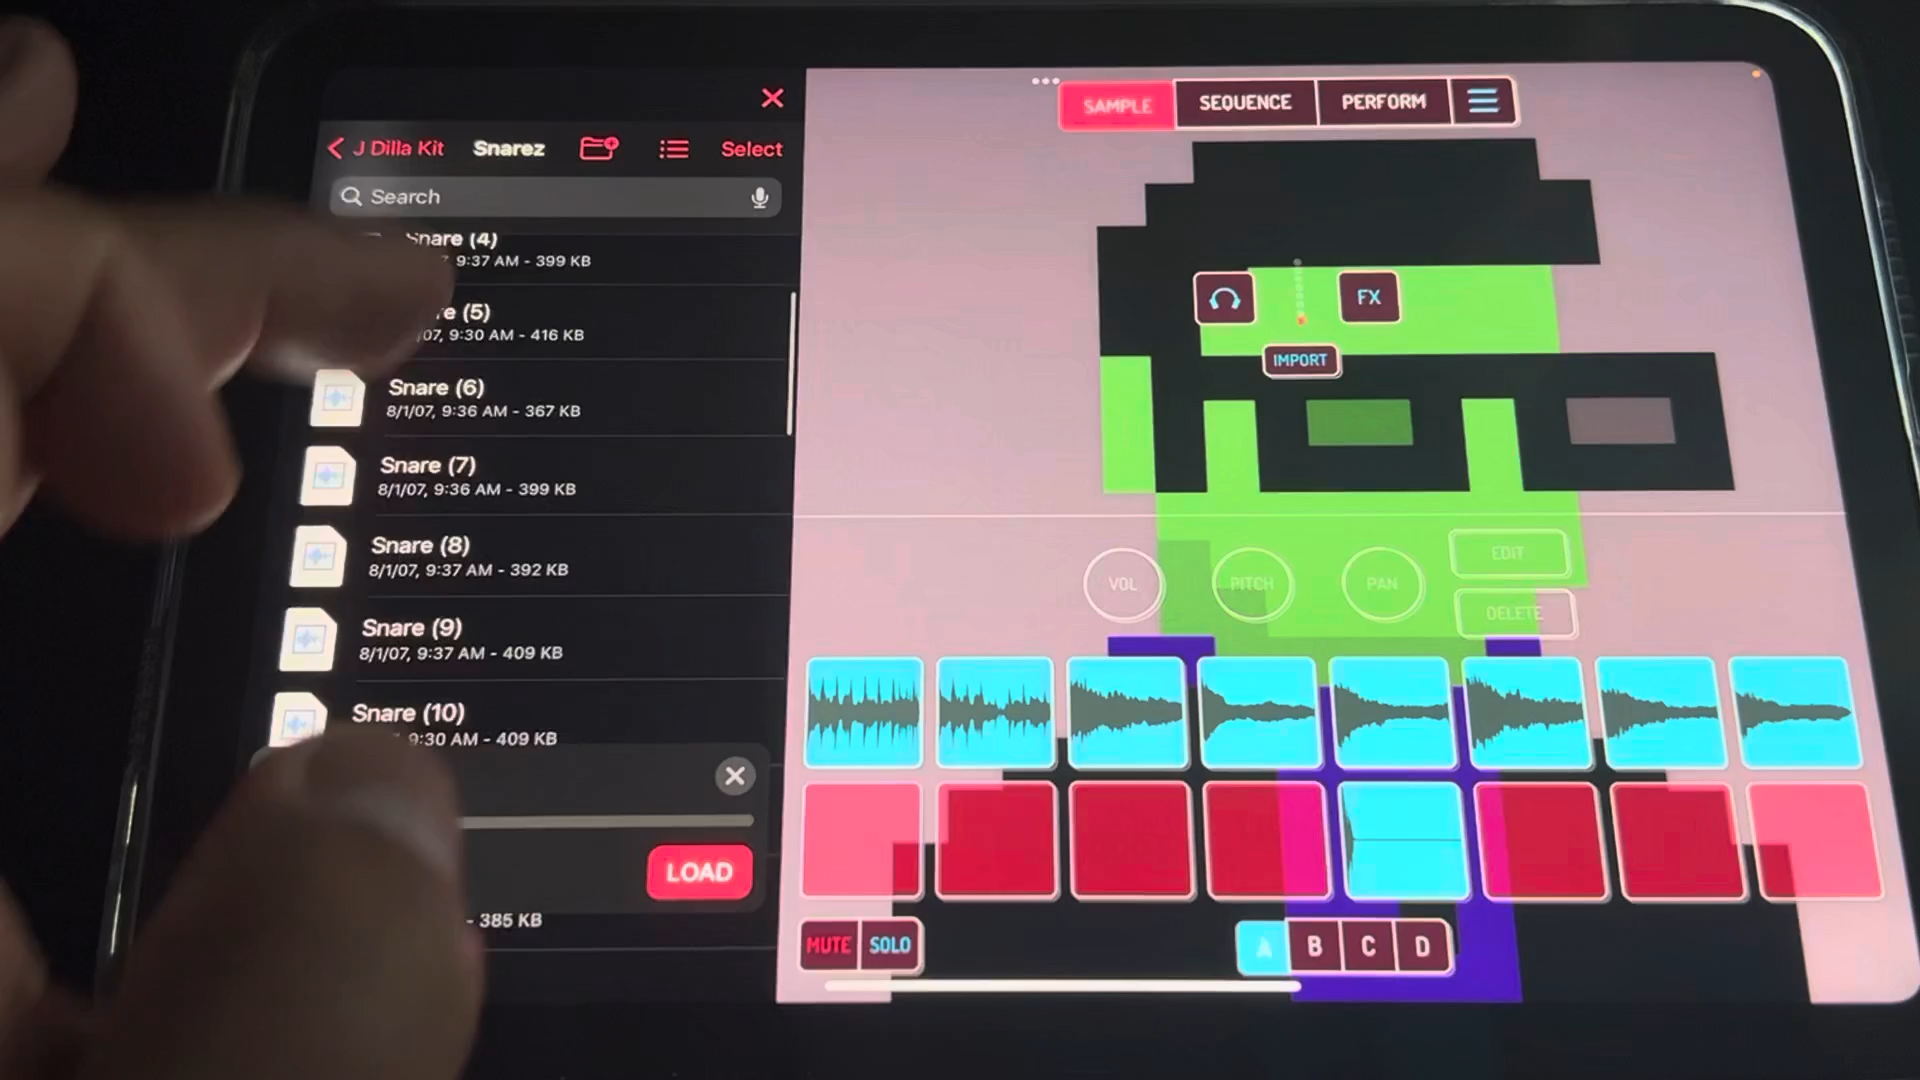 J Dilla Kit Snarez Select
Search
Snare (4)
9:37 AM - 399 KB
(5)
07, 9:30 AM - 416 KB
Snare (6)
8/1/07, 9:36 AM - 367 KB
Snare (7)
8/1/07, 9:36 AM - 399 KB
Snare (8)
8/1/07, 9:37 AM - 392 KB
Snare (9)
8/1/07, 9:37 AM - 409 KB
Snare (10)
9:30 AM - 409 KB
LOAD
- 385 KB
SAMPLE SEQUENCE PERFORM
FX
IMPORT
VOL PITCH PAN EDIT
DELETE
MUTE SOLO A B C D